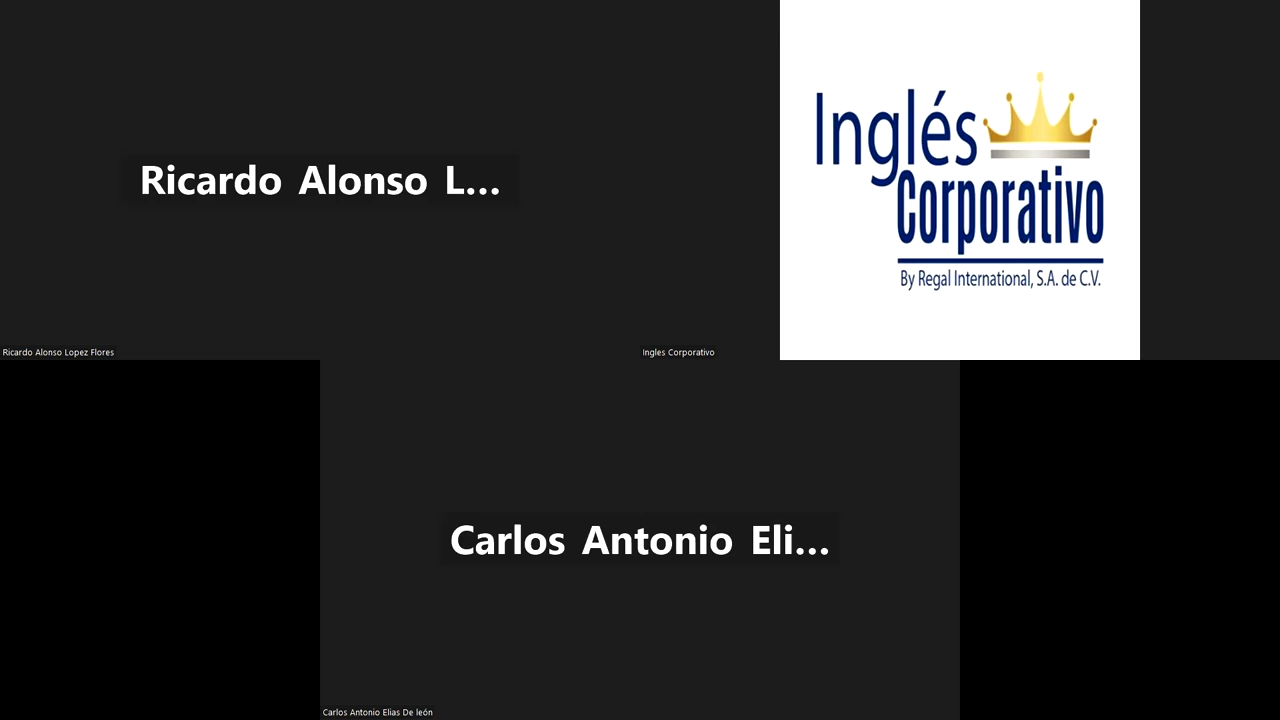 Ricardo Alonso L...
Ricardo Alonso Lopez Flores
Inglés
Corporativo
By Regal International, S.A. de C.V.
Ingles Corporativo
Carlos Antonio Eli...
Carlos Antonio Elias De león